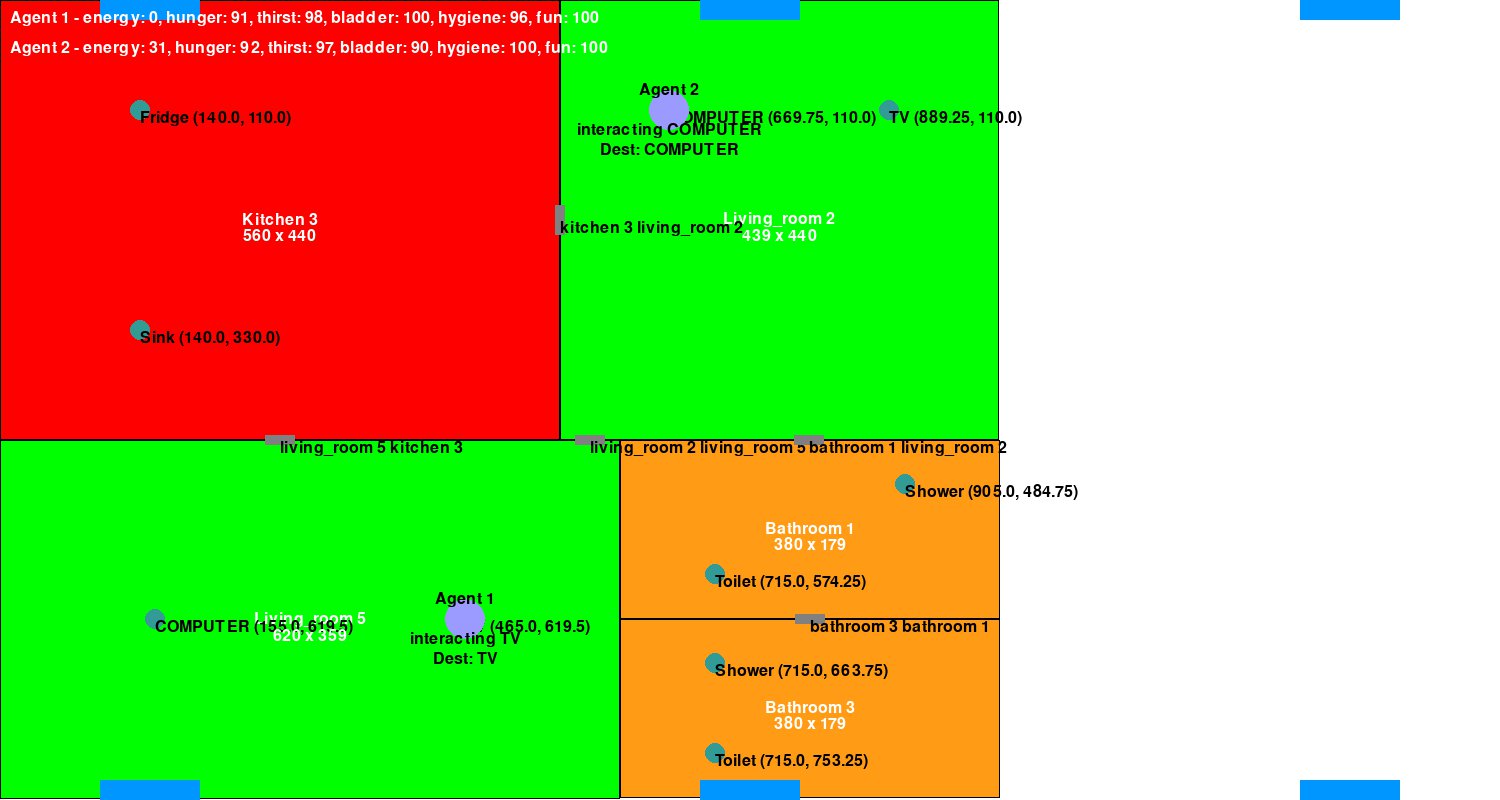 Agent 1 - energy: 0, hunger: 91, thirst: 98, bladder: 100, hygiene: 96, fun: 100
Agent 2 - energy: 31, hunger: 92, thirst: 97, bladder: 90, hygiene: 100, fun: 100
Agent 2
Fridge (140.0, 110.0)
OMPUTER (669.75, 110.0)
TV (889.25, 110.0)
interacting COMPUTER
Dest: COMPUTER
Kitchen 3
560 x 440
Living_room 2
439 x 440
kitchen 3 living_room 2
Sink (140.0, 330.0)
living_room 5 kitchen 3
living_room 2 living_room 5
bathroom 1 living_room 2
Shower (905.0, 484.75)
Bathroom 1
380 x 179
Toilet (715.0, 574.25)
Agent 1
Living_room 5
620 x 359
COMPUTER (155.0, 619.5)
(465.0, 619.5)
interacting TV
Dest: TV
bathroom 3 bathroom 1
Shower (715.0, 663.75)
Bathroom 3
380 x 179
Toilet (715.0, 753.25)